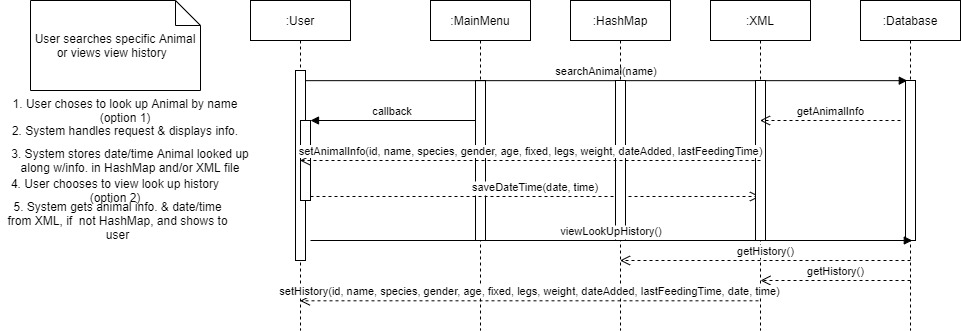 User searches specific Animal
or views view history
1. User choses to look up Animal by name
(option 1)
2. System handles request & displays info.
3. System stores date/time Animal looked up
along w/info. in HashMap and/or XML file
4. User chooses to view look up history
(option 2)
5. System gets animal info. & date/time
from XML, if not HashMap, and shows to
user
:User
:MainMenu
:HashMap
:XML
:Database
searchAnimal(name)
callback
getAnimalInfo
setAnimalInfo(id, name, species, gender, age, fixed, legs, weight, dateAdded, lastFeedingTime)
saveDateTime(date, time)
viewLookUpHistory()
getHistory()
getHistory()
setHistory(id, name, species, gender, age, fixed, legs, weight, dateAdded, lastFeedingTime, date, time)